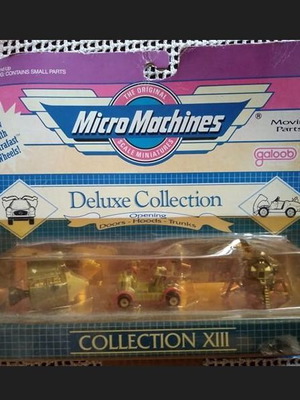 CONTAINS SMALL PARTS
THE ORIGINAL
Micro Machines
®
SCALE MINIATURES
Moving
Parts
galoob
Wheels!
Deluxe Collection
Opening
Doors-Hoods-Trunks
COLLECTION XIII